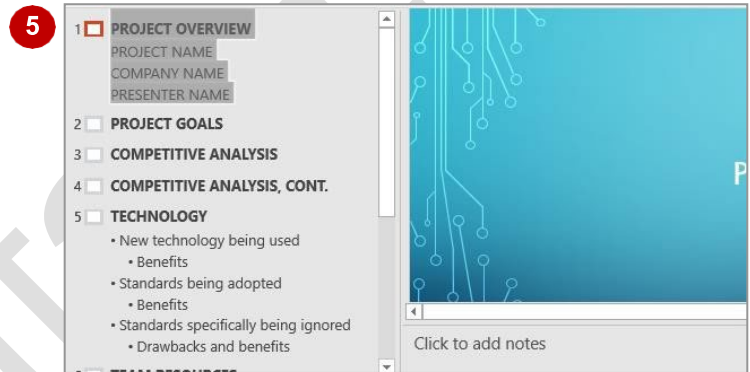 5
1 PROJECT OVERVIEW
PROJECT NAME
COMPANY NAME
PRESENTER NAME
2 PROJECT GOALS
3 COMPETITIVE ANALYSIS
4 COMPETITIVE ANALYSIS, CONT.
5 TECHNOLOGY
• New technology being used
• Benefits
• Standards being adopted
• Benefits
• Standards specifically being ignored
• Drawbacks and benefits
P
Click to add notes